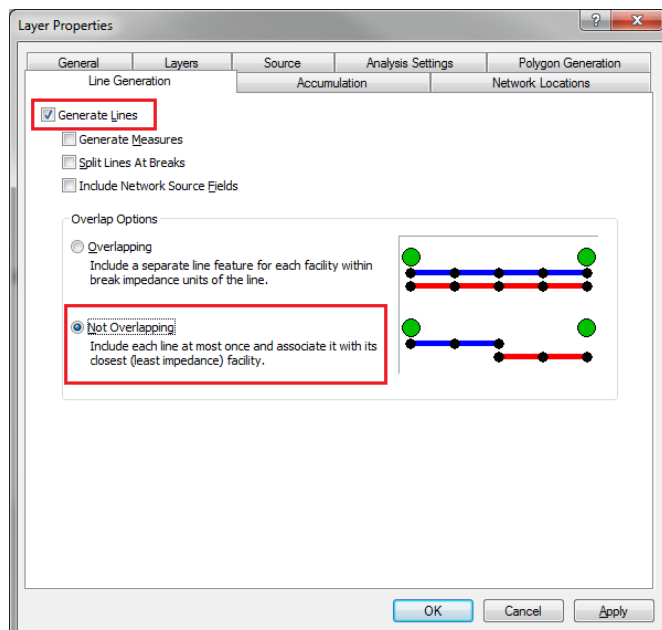 Layer Properties
General Layers Source Analysis Settings Polygon Generation
Line Generation Accumulation Network Locations
Generate Lines
Generate Measures
Split Lines At Breaks
Include Network Source Fields
Overlap Options
Overlapping
Include a separate line feature for each facility within
break impedance units of the line.
Not Overlapping
Include each line at most once and associate it with its
closest (least impedance) facility.
OK Cancel Apply